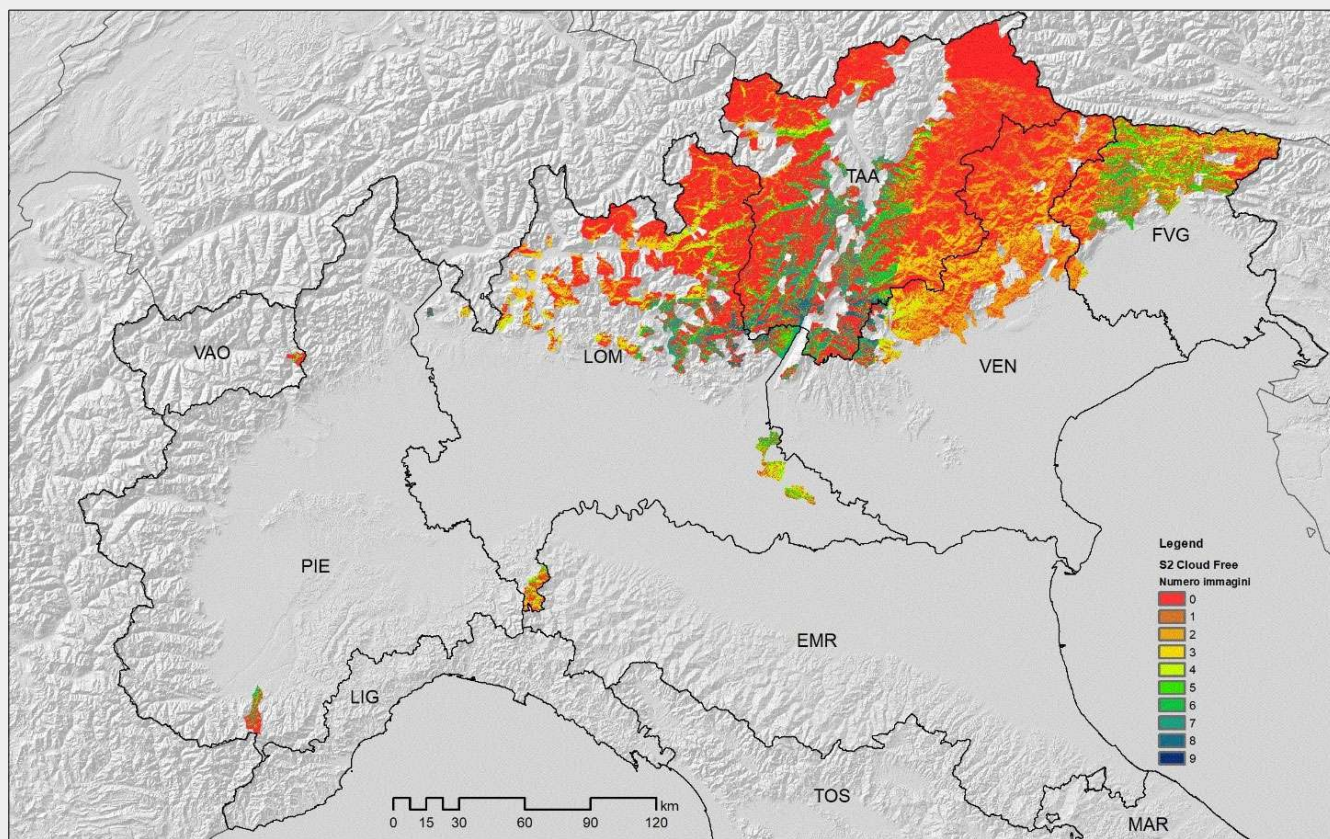 TAA
FVG
VAO
LOM
VEN
PIE
EMR
LIG
TOS
MAR
Legend
S2 Cloud Free
Numero immagini
0
1
2
3
4
5
6
7
8
9
km
0 15 30 60 90 120